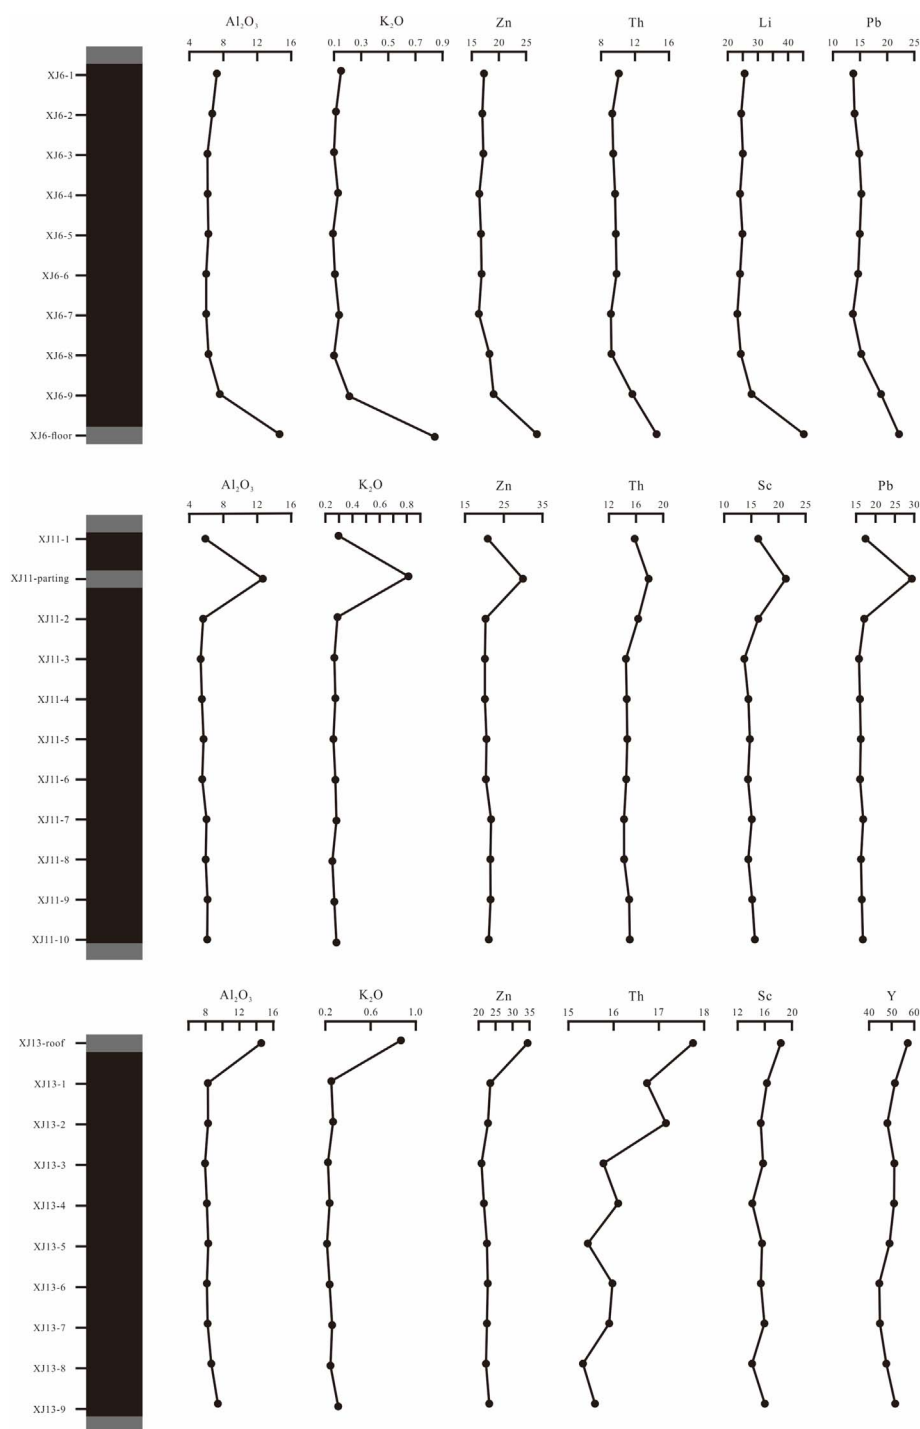 Al₂O₃ K₂O Zn Th Li Pb
4 8 12 16 0.1 0.3 0.5 0.7 0.9 15 20 25 8 12 16 20 30 40 10 15 20 25
XJ6-1
XJ6-2
XJ6-3
XJ6-4
XJ6-5
XJ6-6
XJ6-7
XJ6-8
XJ6-9
XJ6-floor
Al₂O₃ K₂O Zn Th Sc Pb
4 8 12 16 0.2 0.4 0.6 0.8 15 25 35 12 16 20 10 15 20 25 15 20 25 30
XJ11-1
XJ11-parting
XJ11-2
XJ11-3
XJ11-4
XJ11-5
XJ11-6
XJ11-7
XJ11-8
XJ11-9
XJ11-10
Al₂O₃ K₂O Zn Th Sc Y
8 12 16 0.2 0.6 1.0 20 25 30 35 15 16 17 18 12 16 20 40 50 60
XJ13-roof
XJ13-1
XJ13-2
XJ13-3
XJ13-4
XJ13-5
XJ13-6
XJ13-7
XJ13-8
XJ13-9